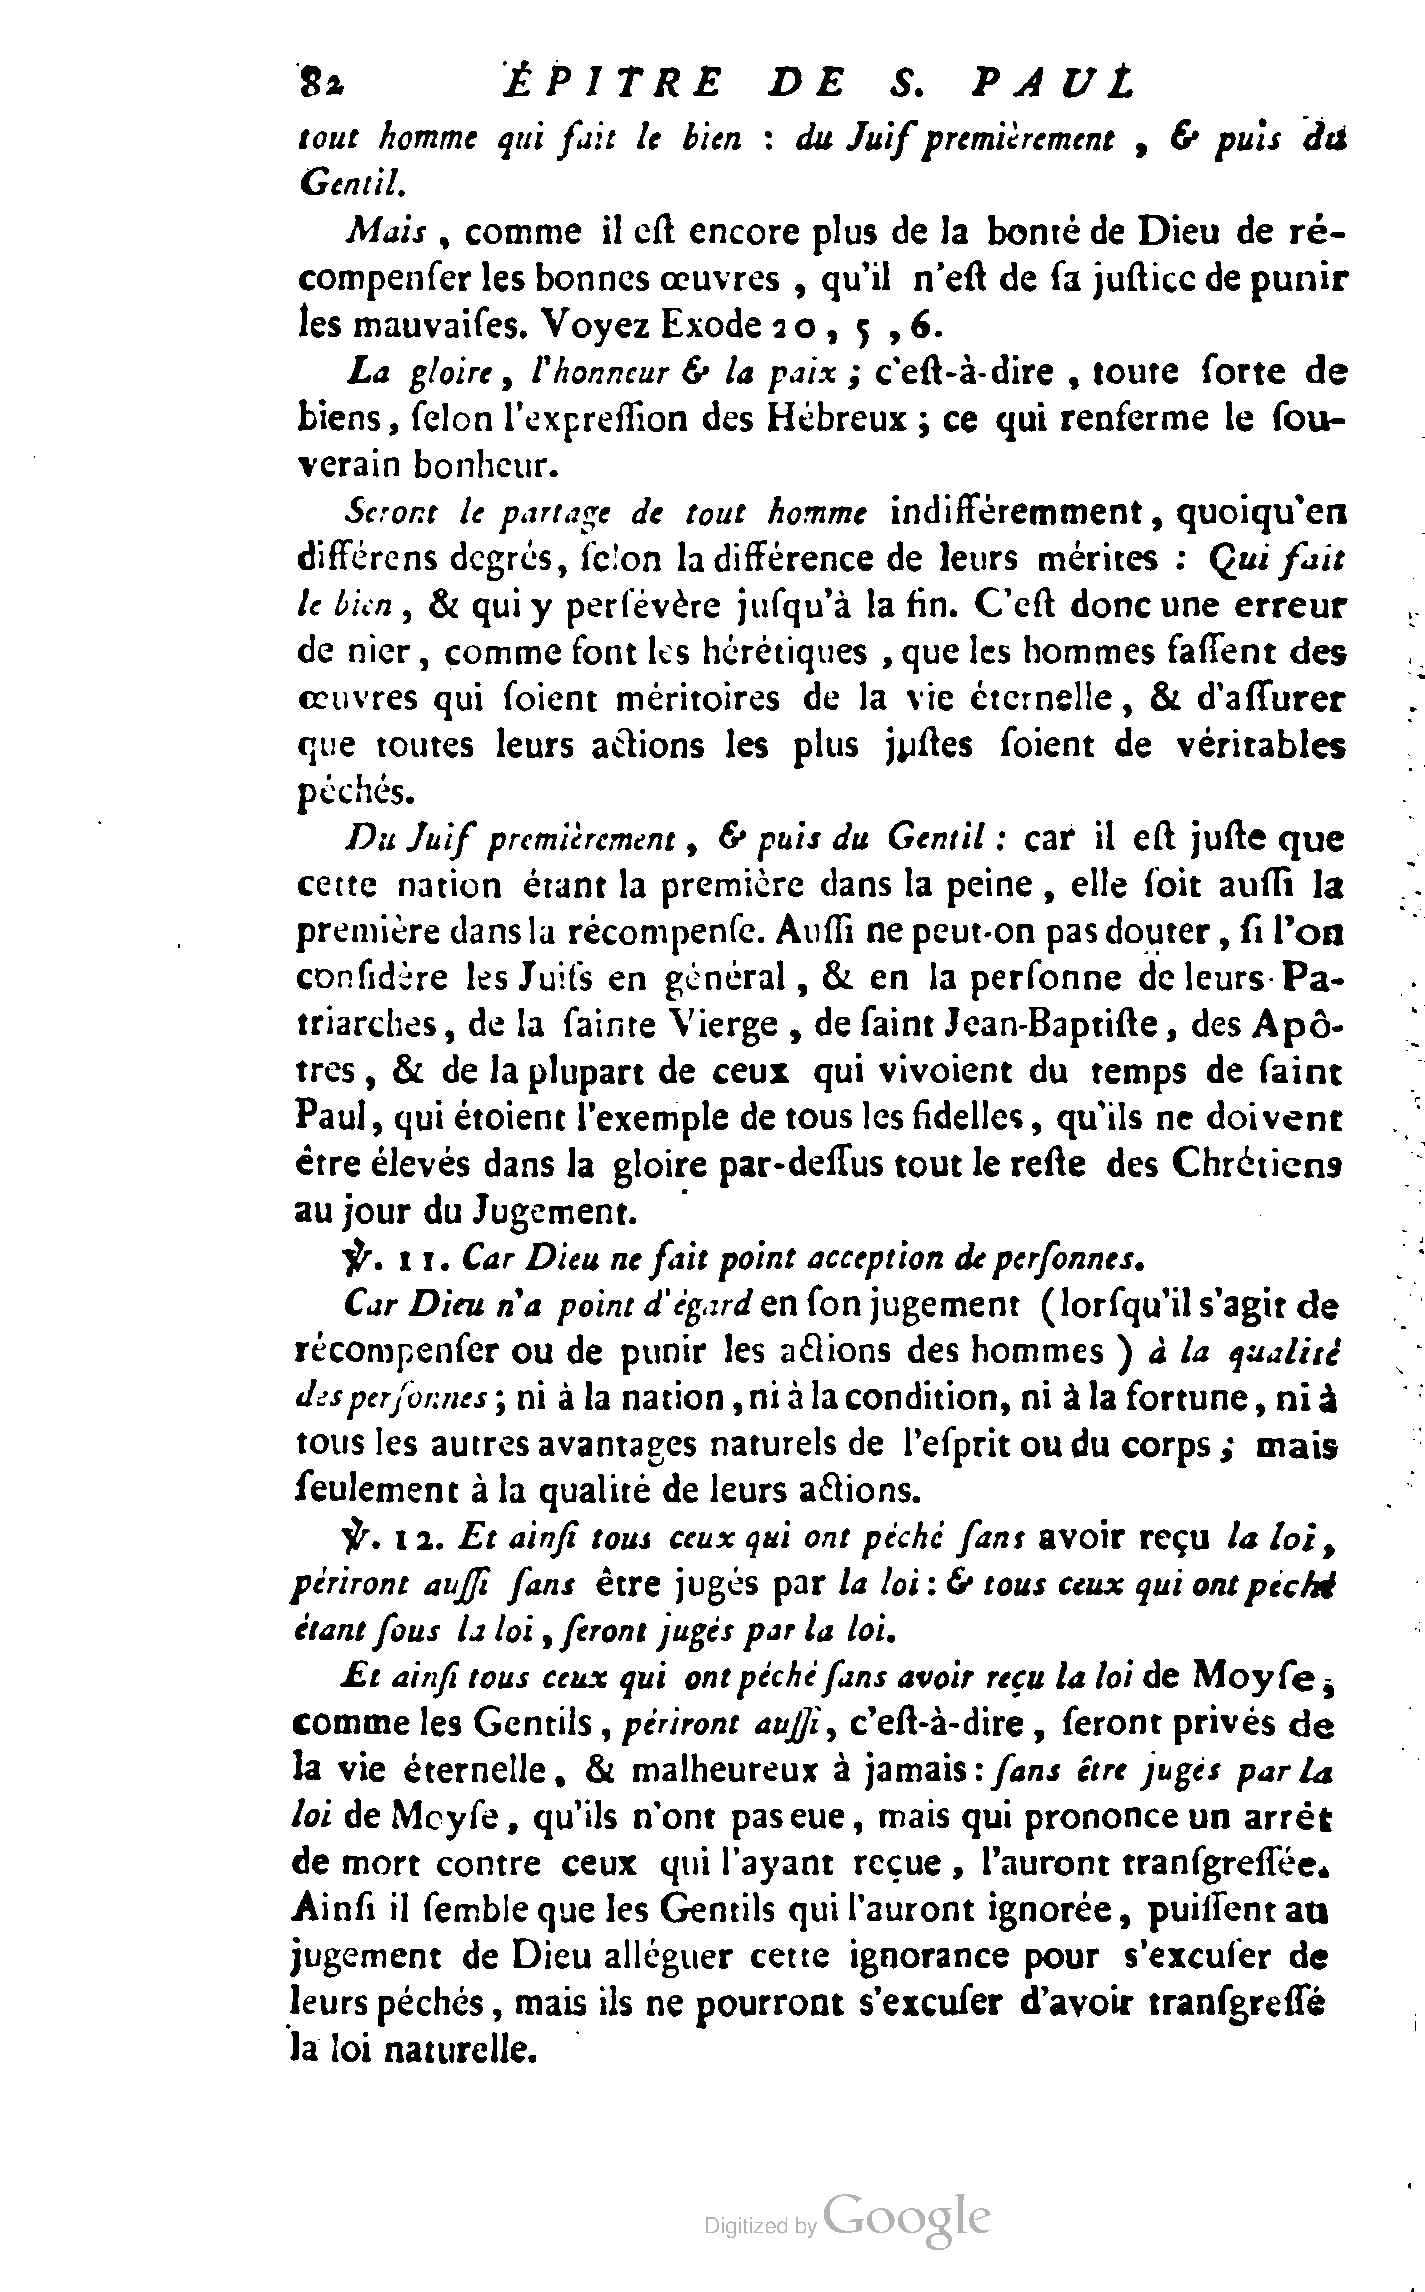 82 ÉPITRE DE S. PAUL
tout homme qui fait le bien : du Juif premièrement , & puis du
Gentil.
Mais , comme il eſt encore plus de la bonté de Dieu de ré-
compenſer les bonnes œuvres , qu'il n'eſt de ſa juſtice de punir
les mauvaiſes. Voyez Exode 20 , 5 , 6.
La gloire , l'honneur & la paix ; c'eſt-à-dire , toute ſorte de
biens , ſelon l'expreſſion des Hébreux ; ce qui renferme le ſou-
verain bonheur.
Seront le partage de tout homme indifféremment , quoiqu'en
différens degrés, ſelon la différence de leurs mérites : Qui fait
le bien , & qui y perſévère juſqu'à la fin. C'eſt donc une erreur
de nier , comme font les hérétiques , que les hommes faſſent des
œuvres qui ſoient méritoires de la vie éternelle , & d'aſſurer
que toutes leurs actions les plus juſtes ſoient de véritables
péchés.
Du Juif premièrement , & puis du Gentil : car il eſt juſte que
cette nation étant la première dans la peine , elle ſoit auſſi la
première dans la récompenſe. Auſſi ne peut-on pas douter , ſi l'on
conſidère les Juifs en général , & en la perſonne de leurs Pa-
triarches , de la ſainte Vierge , de ſaint Jean-Baptiſte , des Apô-
tres , & de la plupart de ceux qui vivoient du temps de ſaint
Paul , qui étoient l'exemple de tous les fidelles , qu'ils ne doivent
être élevés dans la gloire par-deſſus tout le reſte des Chrétiens
au jour du Jugement.
℣. 11. Car Dieu ne fait point acception de perſonnes.
Car Dieu n'a point d'égard en ſon jugement (lorſqu'il s'agit de
récompenſer ou de punir les actions des hommes ) à la qualité
des perſonnes ; ni à la nation , ni à la condition, ni à la fortune , ni à
tous les autres avantages naturels de l'eſprit ou du corps ; mais
ſeulement à la qualité de leurs actions.
℣. 12. Et ainſi tous ceux qui ont péché ſans avoir reçu la loi ,
périront auſſi ſans être jugés par la loi : & tous ceux qui ont péché
étant ſous la loi , ſeront jugés par la loi.
Et ainſi tous ceux qui ont péché ſans avoir reçu la loi de Moyſe ,
comme les Gentils , périront auſſi , c'eſt-à-dire , ſeront privés de
la vie éternelle , & malheureux à jamais : ſans être jugés par la
loi de Moyſe , qu'ils n'ont pas eue , mais qui prononce un arrêt
de mort contre ceux qui l'ayant reçue , l'auront tranſgreſſée.
Ainſi il ſemble que les Gentils qui l'auront ignorée , puiſſent au
jugement de Dieu alléguer cette ignorance pour s'excuſer de
leurs péchés , mais ils ne pourront s'excuſer d'avoir tranſgreſſé
la loi naturelle.
Digitized by Google